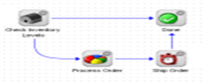 Check Inventory
Levels
Done
Process Order
Ship Order